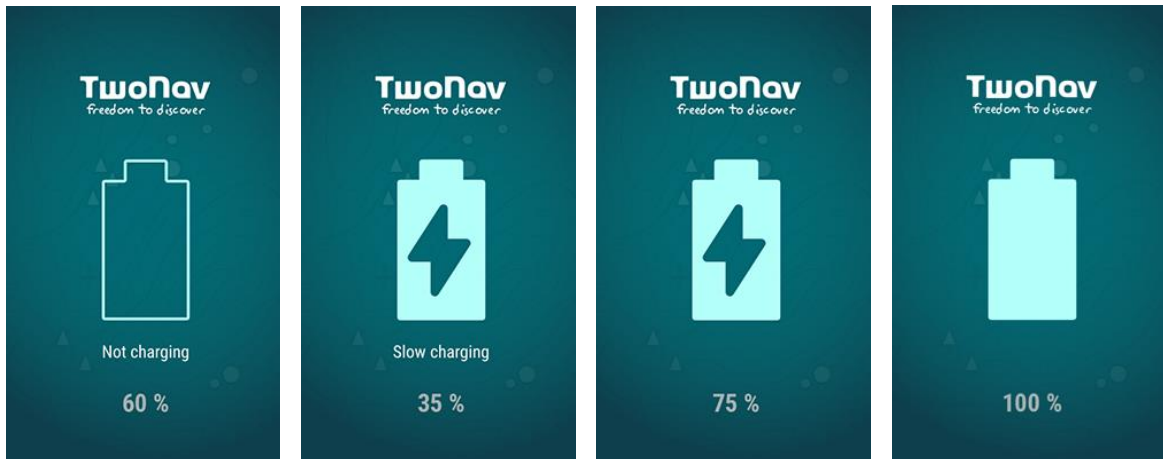 TwoNav
freedom to discover
Not charging
60 %
TwoNav
freedom to discover
Slow charging
35 %
TwoNav
freedom to discover
75 %
TwoNav
freedom to discover
100 %